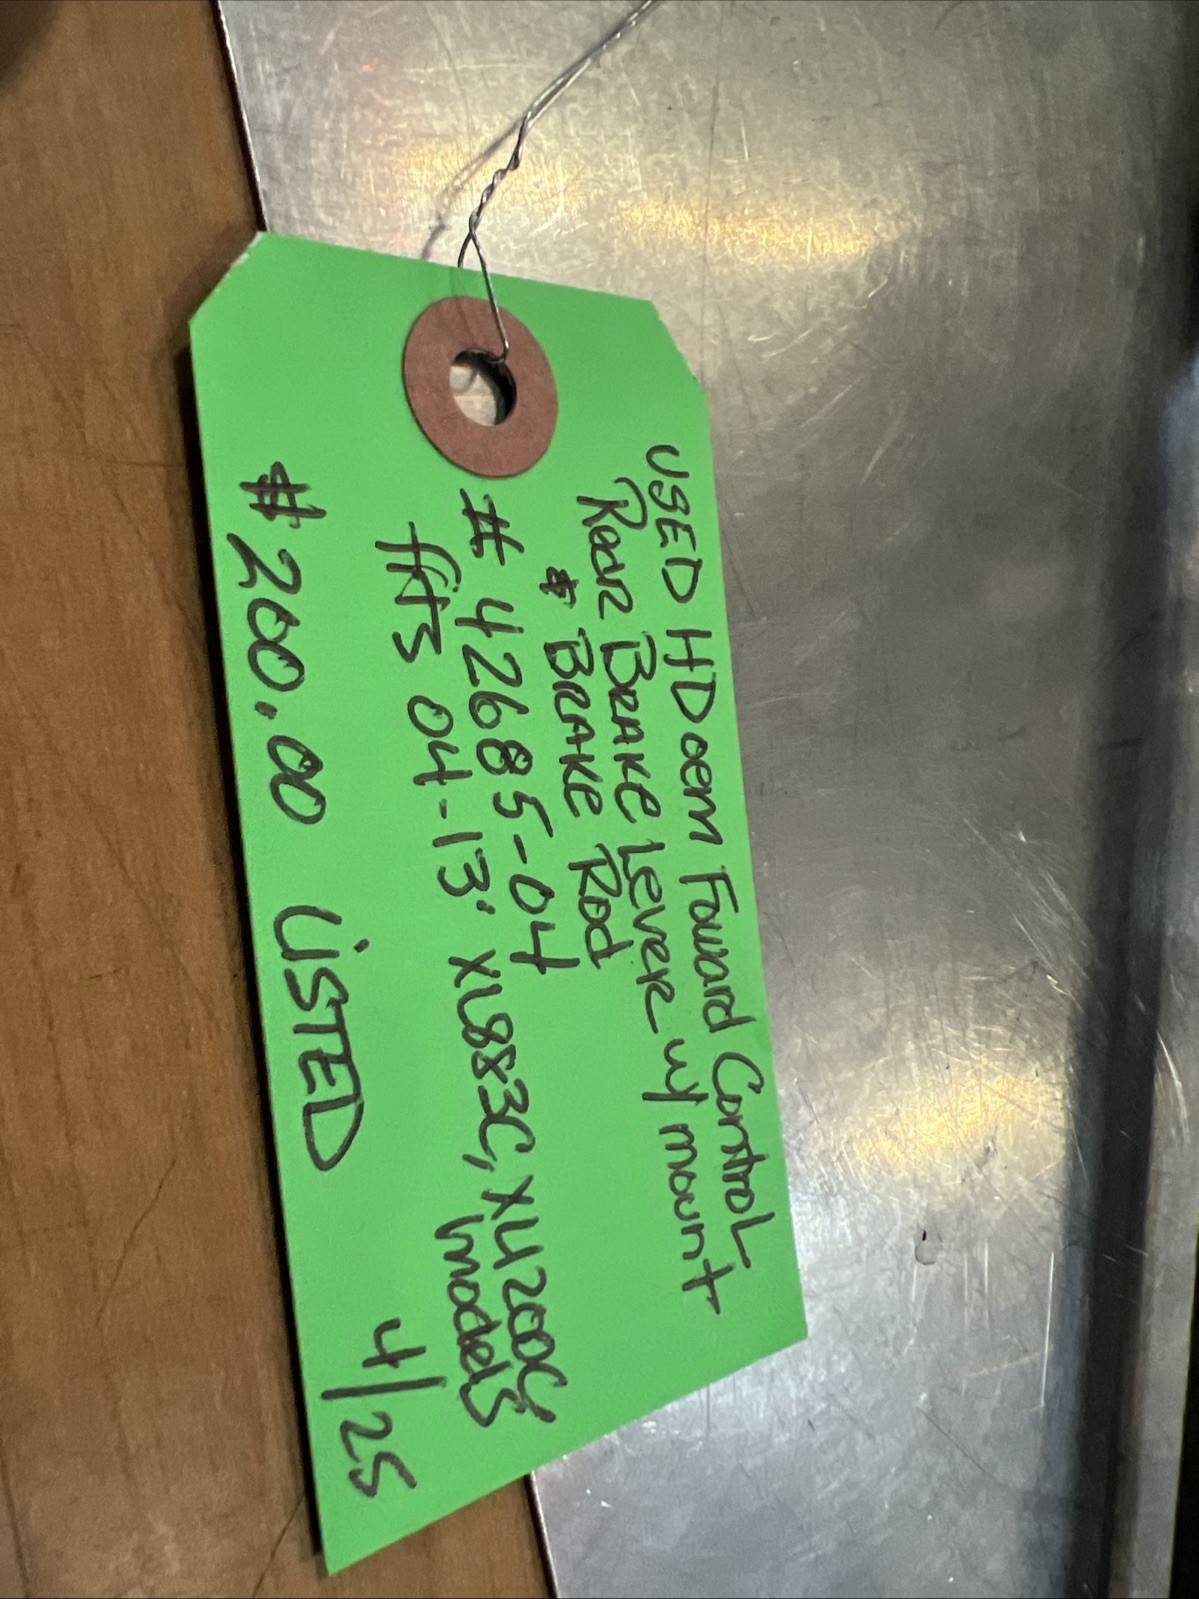 USED HD oem Foward Control
Rear BRAKE Lever w/ mount
& BRAKE Rod
# 42685-04
fits 04-13' XL883C, XL1200C
models
$200.00 LISTED 4/25